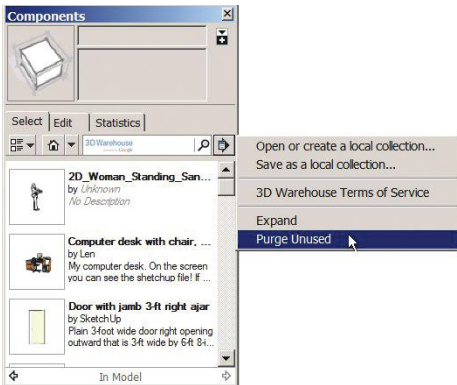 Components
Select
Edit
Statistics
3D Warehouse
2D_Woman_Standing_San...
by Unknown
No Description
Computer desk with chair, ...
by Len
My computer desk. On the screen
you can see the shetchup file! If ...
Door with jamb 3-ft right ajar
by SketchUp
Plain 3-foot wide door right opening
outward that is 3-ft wide by 6-ft 8-i...
In Model
Open or create a local collection...
Save as a local collection...
3D Warehouse Terms of Service
Expand
Purge Unused